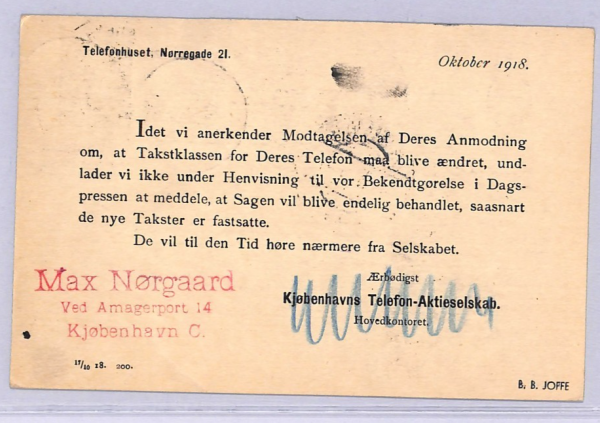 Telefonhuset, Nørregade 21.
Oktober 1918.
Idet vi anerkender Modtagelsen af Deres Anmodning
om, at Takstklassen for Deres Telefon maa blive ændret, und-
lader vi ikke under Henvisning til vor Bekendtgørelse i Dags-
pressen at meddele, at Sagen vil blive endelig behandlet, saasnart
de nye Takster er fastsatte.
De vil til den Tid høre nærmere fra Selskabet.
Ærbødigst
Kjøbenhavns Telefon-Aktieselskab.
Hovedkontoret.
Max Nørgaard
Ved Amagerport 14
Kjøbenhavn C.
17/10 18. 200.
B. B. JOFFE